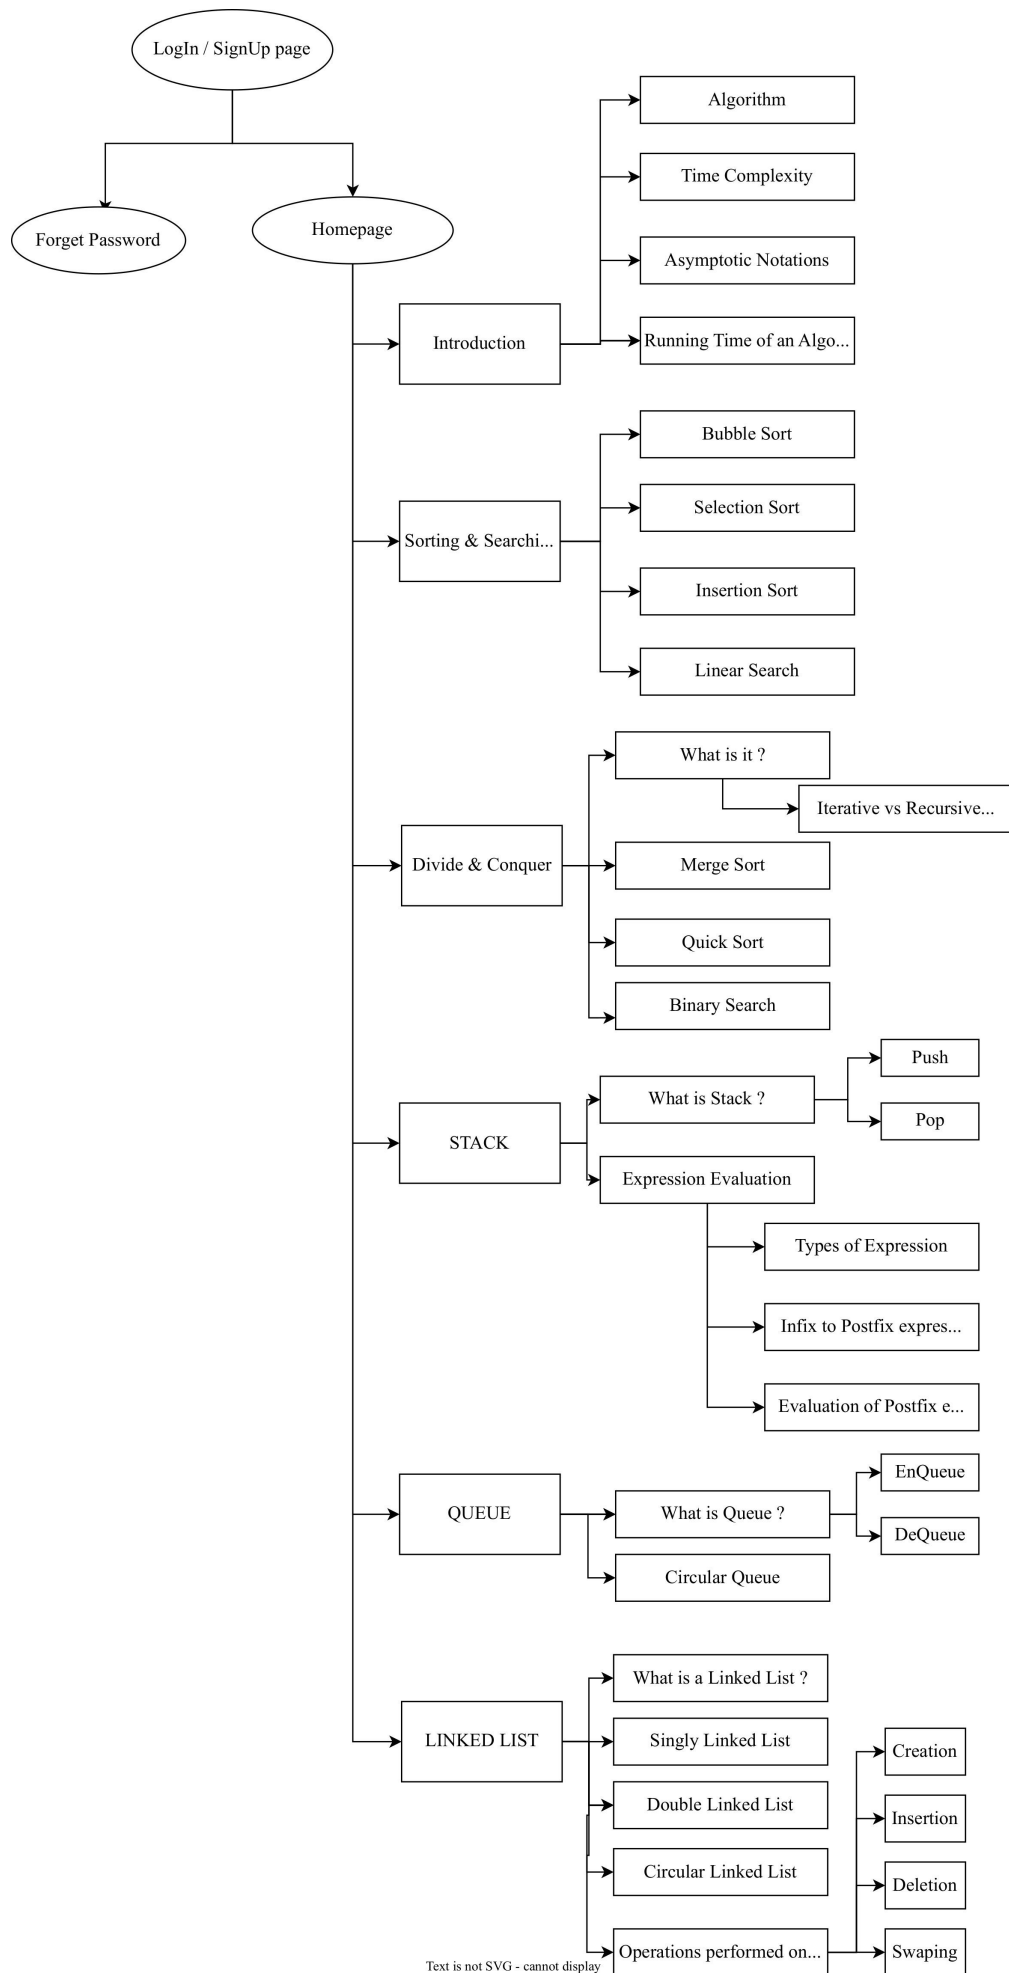 LogIn / SignUp page
Forget Password
Homepage
Introduction
Algorithm
Time Complexity
Asymptotic Notations
Running Time of an Algo...
Sorting & Searchi...
Bubble Sort
Selection Sort
Insertion Sort
Linear Search
Divide & Conquer
What is it ?
Iterative vs Recursive...
Merge Sort
Quick Sort
Binary Search
STACK
What is Stack ?
Push
Pop
Expression Evaluation
Types of Expression
Infix to Postfix expres...
Evaluation of Postfix e...
QUEUE
What is Queue ?
EnQueue
DeQueue
Circular Queue
LINKED LIST
What is a Linked List ?
Singly Linked List
Double Linked List
Circular Linked List
Operations performed on...
Creation
Insertion
Deletion
Swaping
Text is not SVG - cannot display